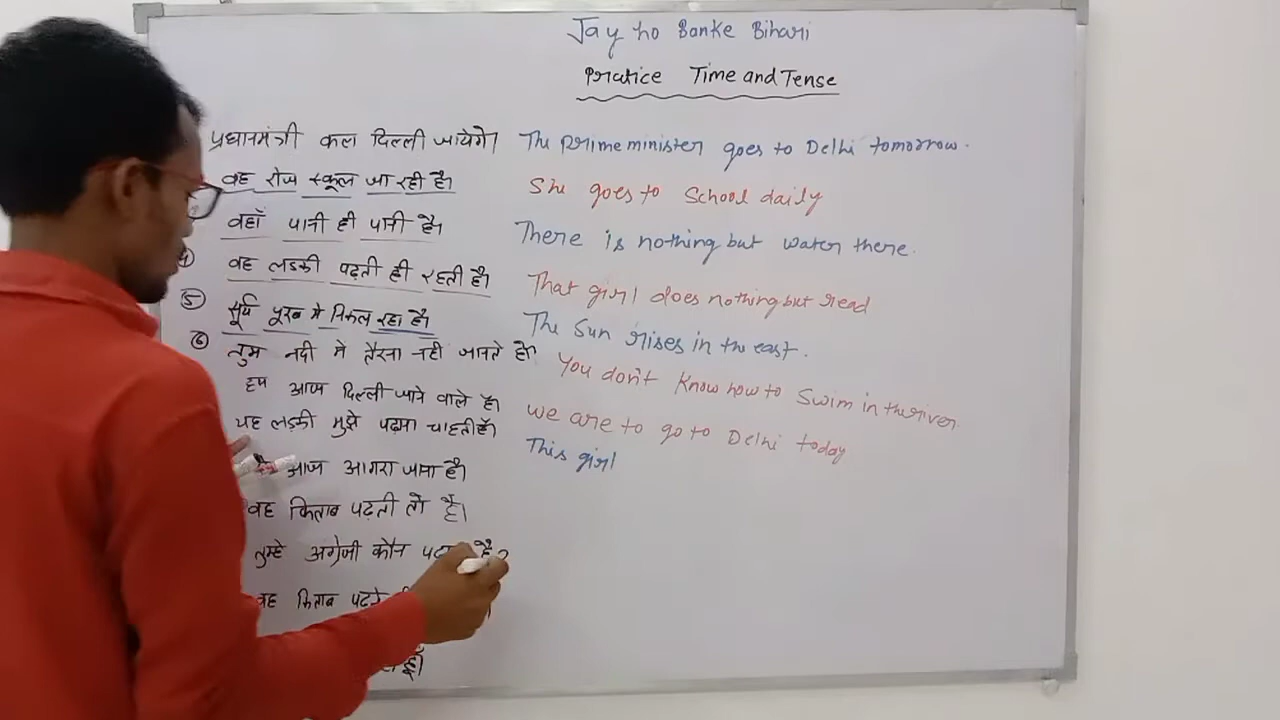 Jay ho Banke Bihari
Pratice Time and Tense
प्रधानमंत्री कल दिल्ली जायेगे। The Prime minister goes to Delhi tomorrow.
वह रोज स्कूल जा रही है। She goes to School daily
वहाँ पानी ही पानी है। There is nothing but water there.
④ वह लडकी पढ़ती ही रहती है। That girl does nothing but read
⑤ सूर्य पूरब मे निकल रहा है। The Sun rises in the east.
⑥ तुम नदी मे तैरना नही जानते हो You don't Know how to Swim in the river
हम आज दिल्ली जाने वाले है। we are to go to Delhi today
यह लड़की मुझे पढ़ाना चाहती है। This girl
आज आगरा जाना है।
वह किताब पढ़ती तो है।
तुम्हे अग्रेजी कौन है?
वह किताब पढ़ने
हूँ।